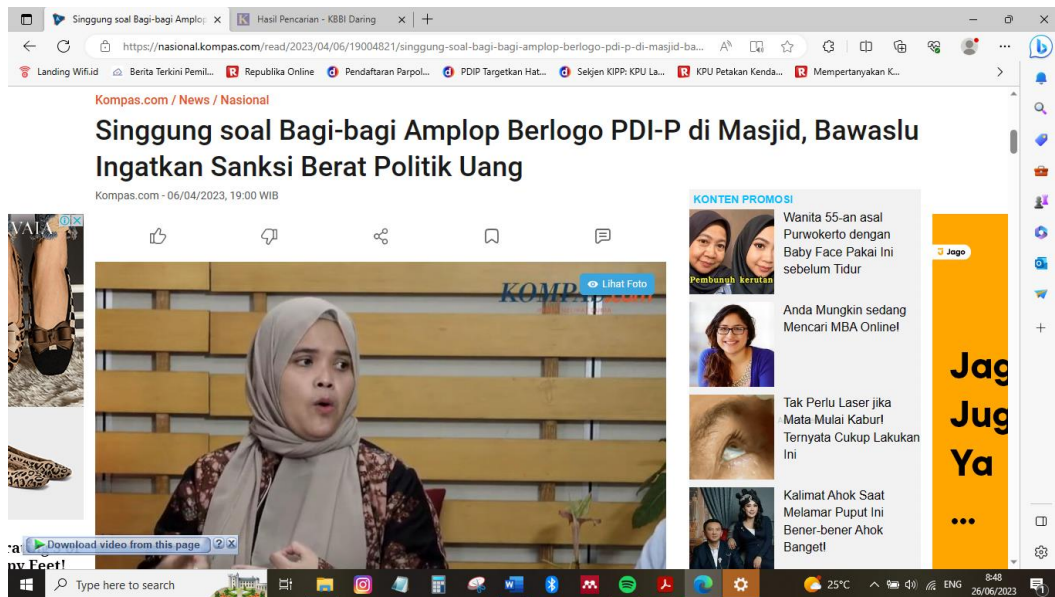 Singgung soal Bagi-bagi Amplop
Hasil Pencarian - KBBI Daring
https://nasional.kompas.com/read/2023/04/06/19004821/singgung-soal-bagi-bagi-amplop-berlogo-pdi-p-di-masjid-ba...
Landing Wifi.id
Berita Terkini Pemil...
Republika Online
Pendaftaran Parpol...
PDIP Targetkan Hat...
Sekjen KIPP: KPU La...
KPU Petakan Kenda...
Mempertanyakan K...
Kompas.com / News / Nasional
Singgung soal Bagi-bagi Amplop Berlogo PDI-P di Masjid, Bawaslu
Ingatkan Sanksi Berat Politik Uang
Kompas.com - 06/04/2023, 19:00 WIB
KONTEN PROMOSI
Wanita 55-an asal
Purwokerto dengan
Baby Face Pakai Ini
sebelum Tidur
Pembunuh kerutan
Anda Mungkin sedang
Mencari MBA Online!
Tak Perlu Laser jika
Mata Mulai Kabur!
Ternyata Cukup Lakukan
Ini
Kalimat Ahok Saat
Melamar Puput Ini
Bener-bener Ahok
Banget!
Lihat Foto
Jago
Jag
Jug
Ya
...
Download video from this page
py Feet!
Type here to search
25°C
ENG
8:48
26/06/2023